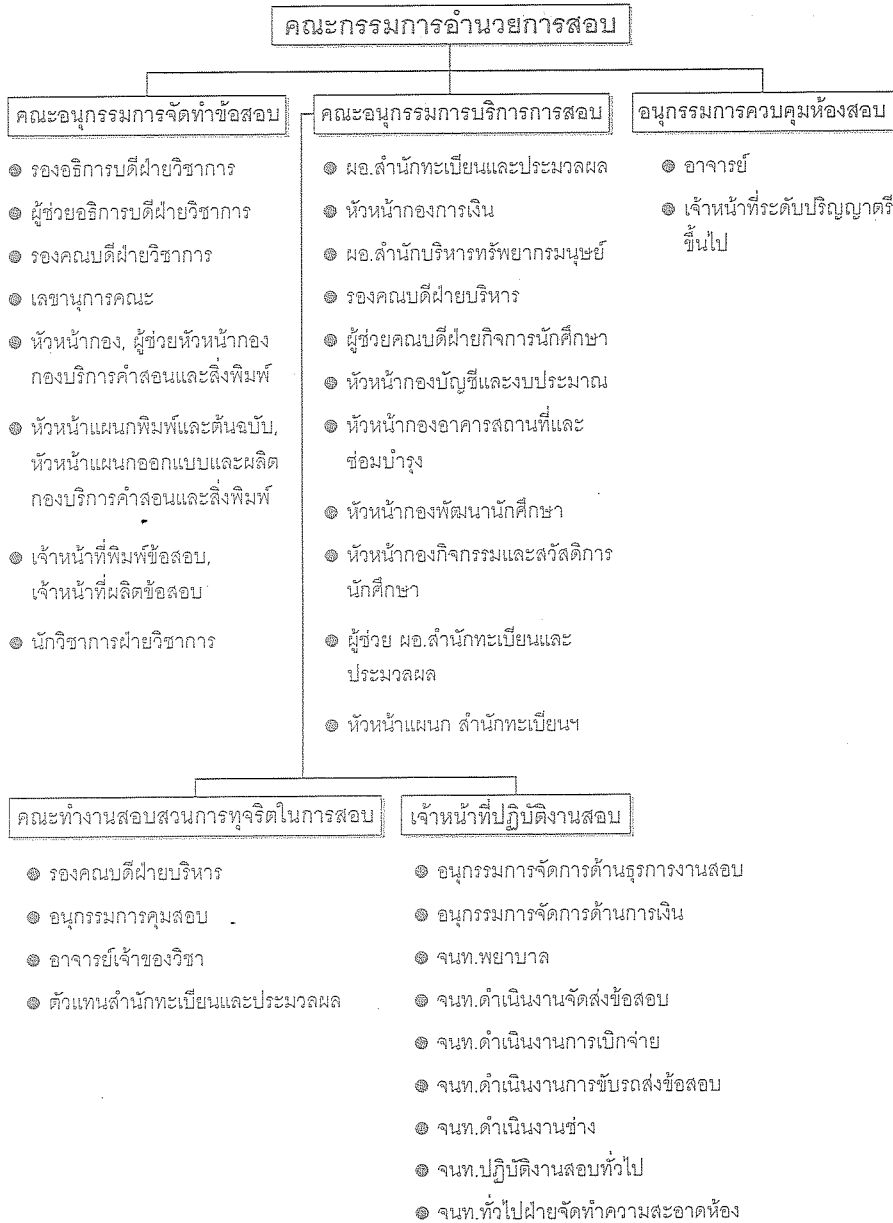 คณะกรรมการอำนวยการสอบ
คณะอนุกรรมการจัดทำข้อสอบ
● รองอธิการบดีฝ่ายวิชาการ
● ผู้ช่วยอธิการบดีฝ่ายวิชาการ
● รองคณบดีฝ่ายวิชาการ
● เลขานุการคณะ
● หัวหน้ากอง, ผู้ช่วยหัวหน้ากอง
กองบริการคำสอนและสิ่งพิมพ์
● หัวหน้าแผนกพิมพ์และต้นฉบับ,
หัวหน้าแผนกออกแบบและผลิต
กองบริการคำสอนและสิ่งพิมพ์
● เจ้าหน้าที่พิมพ์ข้อสอบ,
เจ้าหน้าที่ผลิตข้อสอบ
● นักวิชาการฝ่ายวิชาการ
คณะอนุกรรมการบริการการสอบ
● ผอ.สำนักทะเบียนและประมวลผล
● หัวหน้ากองการเงิน
● ผอ.สำนักบริหารทรัพยากรมนุษย์
● รองคณบดีฝ่ายบริหาร
● ผู้ช่วยคณบดีฝ่ายกิจการนักศึกษา
● หัวหน้ากองบัญชีและงบประมาณ
● หัวหน้ากองอาคารสถานที่และ
ซ่อมบำรุง
● หัวหน้ากองพัฒนานักศึกษา
● หัวหน้ากองกิจกรรมและสวัสดิการ
นักศึกษา
● ผู้ช่วย ผอ.สำนักทะเบียนและ
ประมวลผล
● หัวหน้าแผนก สำนักทะเบียนฯ
อนุกรรมการควบคุมห้องสอบ
● อาจารย์
● เจ้าหน้าที่ระดับปริญญาตรี
ขึ้นไป
คณะทำงานสอบสวนการทุจริตในการสอบ
● รองคณบดีฝ่ายบริหาร
● อนุกรรมการคุมสอบ
● อาจารย์เจ้าของวิชา
● ตัวแทนสำนักทะเบียนและประมวลผล
เจ้าหน้าที่ปฏิบัติงานสอบ
● อนุกรรมการจัดการด้านธุรการงานสอบ
● อนุกรรมการจัดการด้านการเงิน
● จนท.พยาบาล
● จนท.ดำเนินงานจัดส่งข้อสอบ
● จนท.ดำเนินงานการเบิกจ่าย
● จนท.ดำเนินงานการขับรถส่งข้อสอบ
● จนท.ดำเนินงานช่าง
● จนท.ปฏิบัติงานสอบทั่วไป
● จนท.ทั่วไปฝ่ายจัดทำความสะอาดห้อง